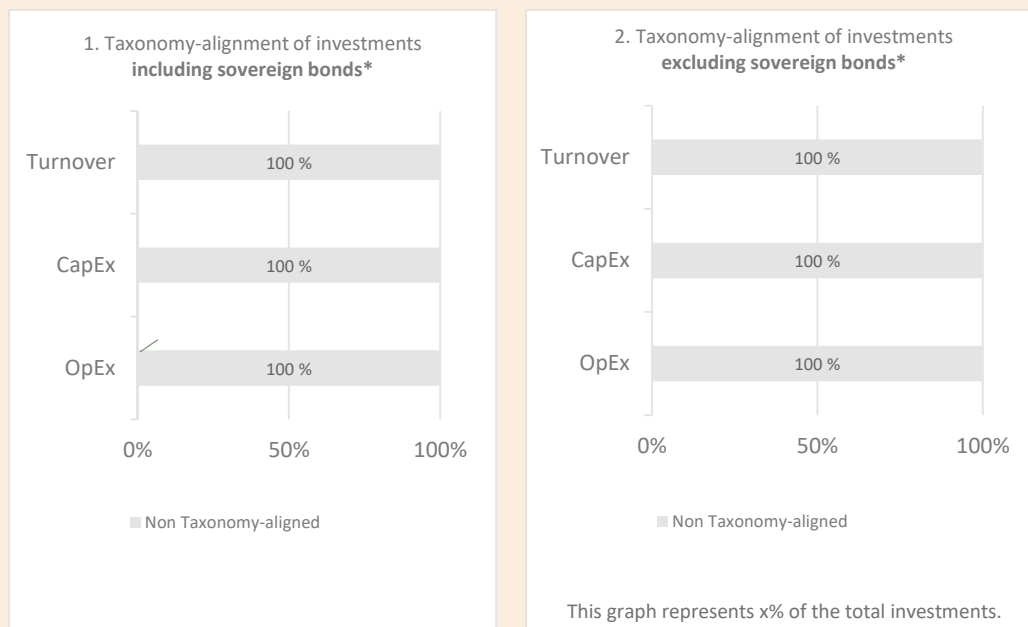 1. Taxonomy-alignment of investments
including sovereign bonds*
Turnover
100 %
CapEx
100 %
OpEx
100 %
0%
50%
100%
Non Taxonomy-aligned
2. Taxonomy-alignment of investments
excluding sovereign bonds*
Turnover
100 %
CapEx
100 %
OpEx
100 %
0%
50%
100%
Non Taxonomy-aligned
This graph represents x% of the total investments.